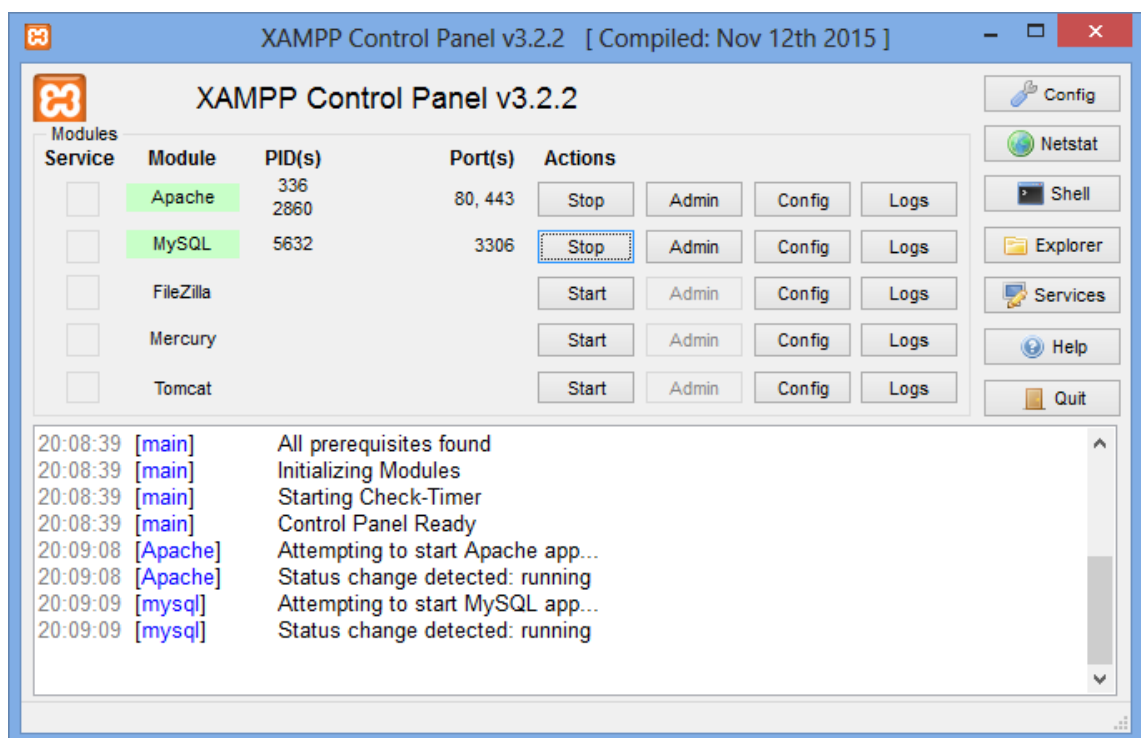 XAMPP Control Panel v3.2.2 [ Compiled: Nov 12th 2015 ]
XAMPP Control Panel v3.2.2
Config
Modules
Service Module PID(s) Port(s) Actions
Netstat
Apache 336 2860 80, 443 Stop Admin Config Logs
Shell
MySQL 5632 3306 Stop Admin Config Logs
Explorer
FileZilla Start Admin Config Logs
Services
Mercury Start Admin Config Logs
Help
Tomcat Start Admin Config Logs
Quit
20:08:39 [main] All prerequisites found
20:08:39 [main] Initializing Modules
20:08:39 [main] Starting Check-Timer
20:08:39 [main] Control Panel Ready
20:09:08 [Apache] Attempting to start Apache app...
20:09:08 [Apache] Status change detected: running
20:09:09 [mysql] Attempting to start MySQL app...
20:09:09 [mysql] Status change detected: running